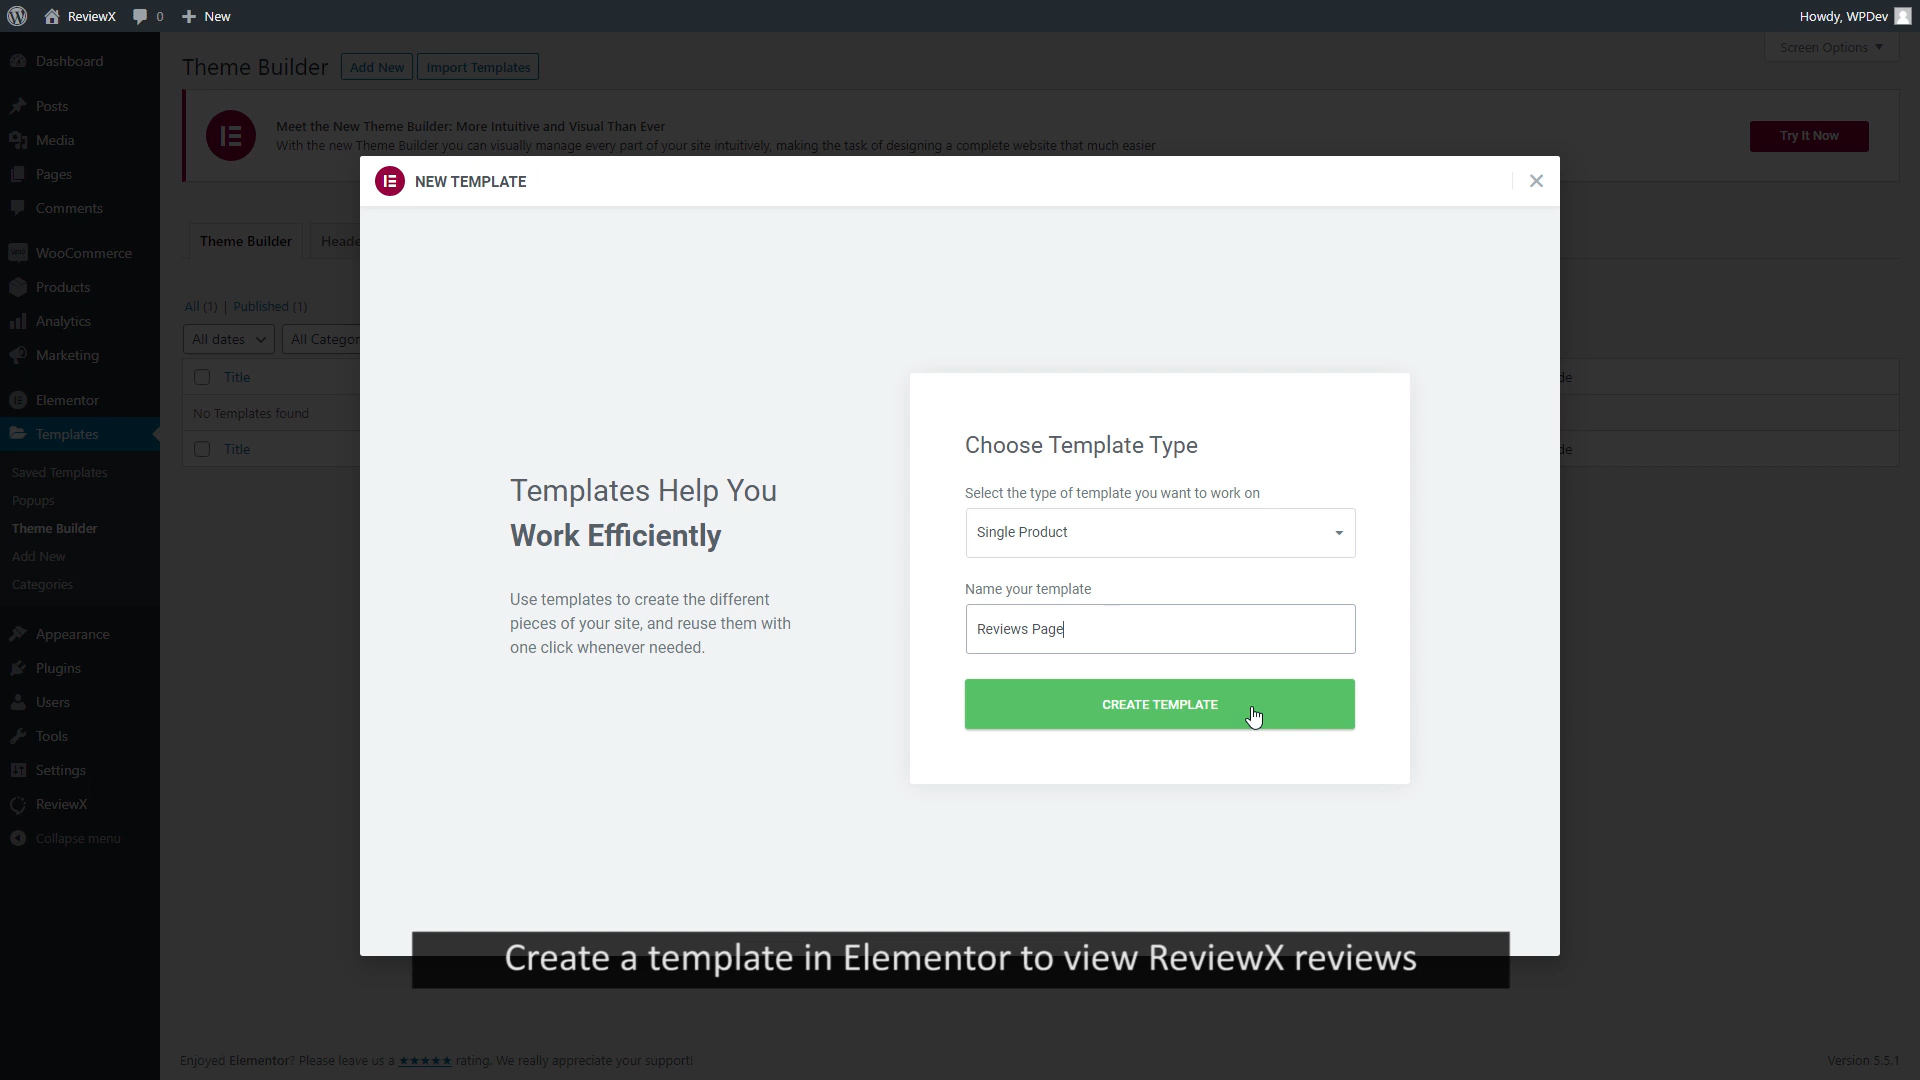 ReviewX
0
New
Howdy, WPDev
Screen Options
Dashboard
Posts
Media
Pages
Comments
WooCommerce
Products
Analytics
Marketing
Elementor
Templates
Saved Templates
Popups
Theme Builder
Add New
Categories
Appearance
Plugins
Users
Tools
Settings
ReviewX
Collapse menu
Theme Builder
Add New
Import Templates
Meet the New Theme Builder: More Intuitive and Visual Than Ever
With the new Theme Builder you can visually manage every part of your site intuitively, making the task of designing a complete website that much easier
Try It Now
Theme Builder
Heade
All (1) | Published (1)
All dates
All Categor
Title
de
No Templates found
Title
de
NEW TEMPLATE
Templates Help You
Work Efficiently
Use templates to create the different
pieces of your site, and reuse them with
one click whenever needed.
Choose Template Type
Select the type of template you want to work on
Single Product
Name your template
Reviews Page
CREATE TEMPLATE
Create a template in Elementor to view ReviewX reviews
Enjoyed Elementor? Please leave us a ★★★★★ rating. We really appreciate your support!
Version 5.5.1